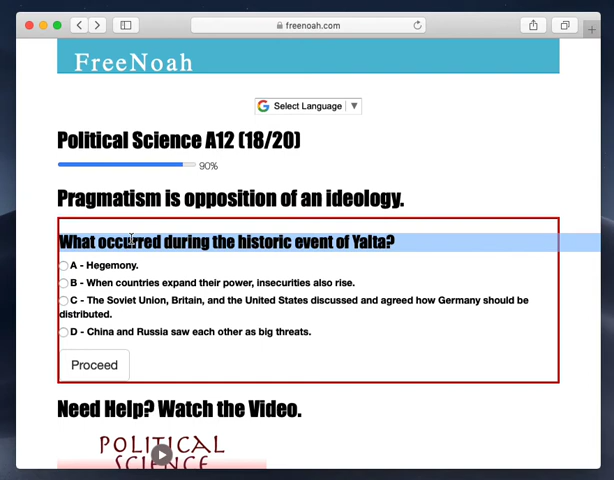 freenoah.com
FreeNoah
G Select Language ▼
Political Science A12 (18/20)
90%
Pragmatism is opposition of an ideology.
What occurred during the historic event of Yalta?
A - Hegemony.
B - When countries expand their power, insecurities also rise.
C - The Soviet Union, Britain, and the United States discussed and agreed how Germany should be
distributed.
D - China and Russia saw each other as big threats.
Proceed
Need Help? Watch the Video.
POLITICAL
SCIENCE